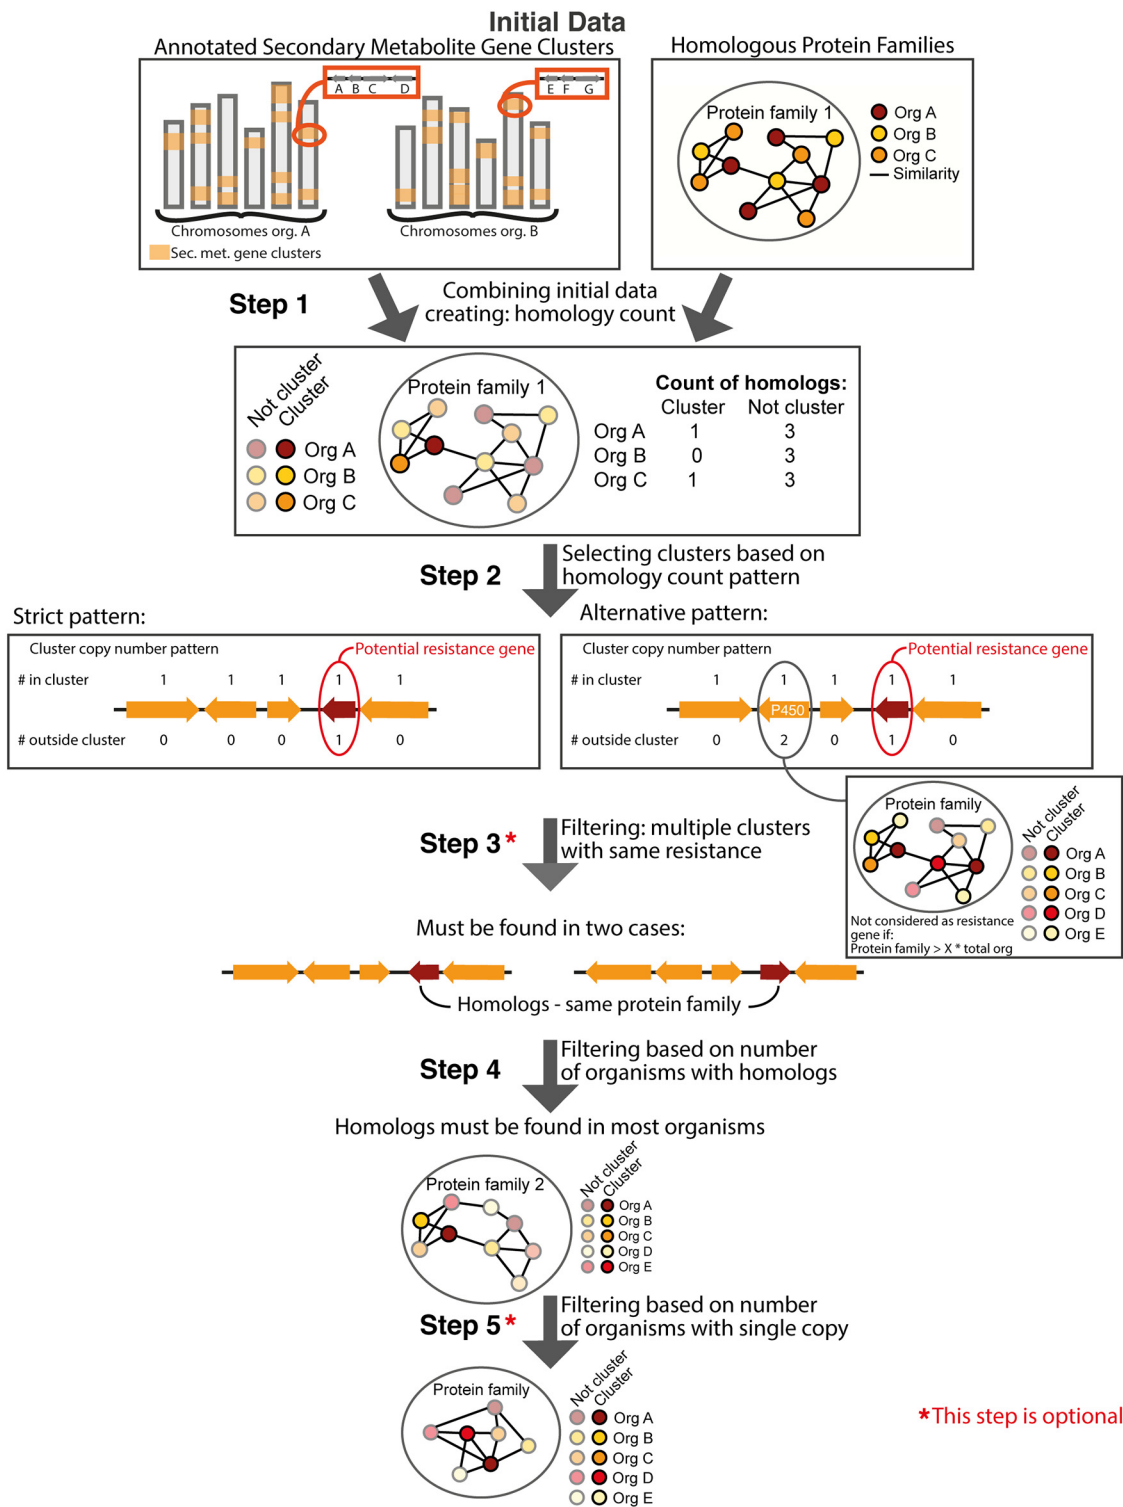 Initial Data
Annotated Secondary Metabolite Gene Clusters
Homologous Protein Families
A B C D
E F G
Chromosomes org. A
Chromosomes org. B
Sec. met. gene clusters
Protein family 1
Org A
Org B
Org C
Similarity
Step 1
Combining initial data
creating: homology count
Not cluster
Cluster
Org A
Org B
Org C
Protein family 1
Count of homologs:
Cluster Not cluster
Org A 1 3
Org B 0 3
Org C 1 3
Step 2
Selecting clusters based on
homology count pattern
Strict pattern:
Cluster copy number pattern
Potential resistance gene
# in cluster 1 1 1 1 1
# outside cluster 0 0 0 1 0
Alternative pattern:
Cluster copy number pattern
Potential resistance gene
# in cluster 1 1 1 1 1
P450
# outside cluster 0 2 0 1 0
Protein family
Not cluster
Cluster
Org A
Org B
Org C
Org D
Org E
Not considered as resistance
gene if:
Protein family > X * total org
Step 3*
Filtering: multiple clusters
with same resistance
Must be found in two cases:
Homologs - same protein family
Step 4
Filtering based on number
of organisms with homologs
Homologs must be found in most organisms
Protein family 2
Not cluster
Cluster
Org A
Org B
Org C
Org D
Org E
Step 5*
Filtering based on number
of organisms with single copy
Protein family
Not cluster
Cluster
Org A
Org B
Org C
Org D
Org E
*This step is optional